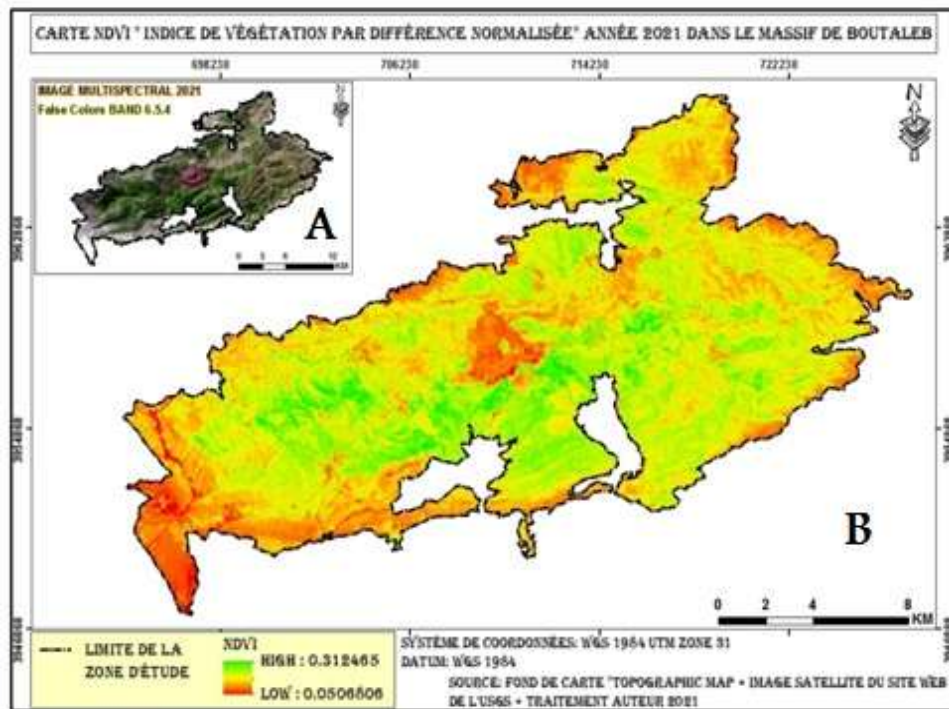 CARTE NDVI " INDICE DE VÉGÉTATION PAR DIFFÉRENCE NORMALISÉE" ANNÉE 2021 DANS LE MASSIF DE BOUTALEB
698230 706230 714230 722230
IMAGE MULTISPECTRAL 2021
False Colors BAND 6.5.4
N
N
A
KM
3962868
B
0 2 4 8
KM
LIMITE DE LA
ZONE D'ÉTUDE
NDVI
HIGH : 0.312465
LOW : 0.0506806
SYSTÈME DE COORDONNÉES: WGS 1984 UTM ZONE 31
DATUM: WGS 1984
SOURCE: FOND DE CARTE "TOPOGRAPHIC MAP + IMAGE SATELLITE DU SITE WEB
DE L'USGS + TRAITEMENT AUTEUR 2021